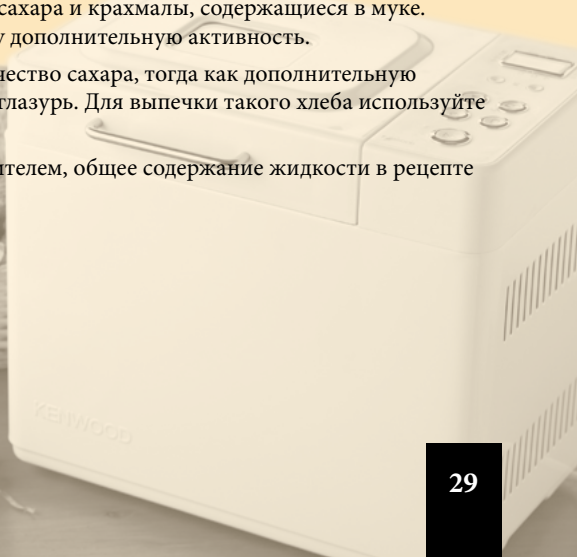 сахара и крахмалы, содержащиеся в муке.
у дополнительную активность.
чество сахара, тогда как дополнительную
глазурь. Для выпечки такого хлеба используйте
ителем, общее содержание жидкости в рецепте
KENWOOD
29